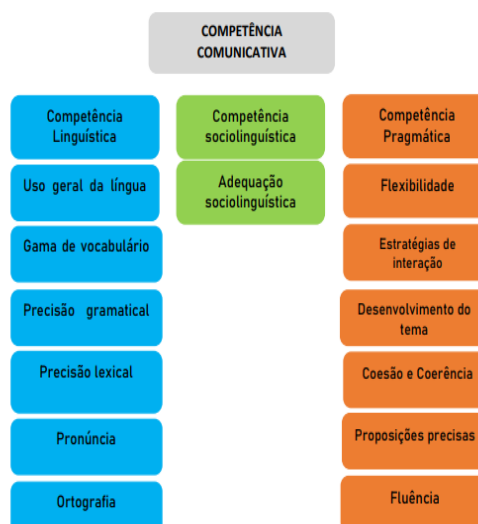 COMPETÊNCIA
COMUNICATIVA
Competência
Linguística
Uso geral da língua
Gama de vocabulário
Precisão gramatical
Precisão lexical
Pronúncia
Ortografia
Competência
sociolinguística
Adequação
sociolinguística
Competência
Pragmática
Flexibilidade
Estratégias de
interação
Desenvolvimento do
tema
Coesão e Coerência
Proposições precisas
Fluência